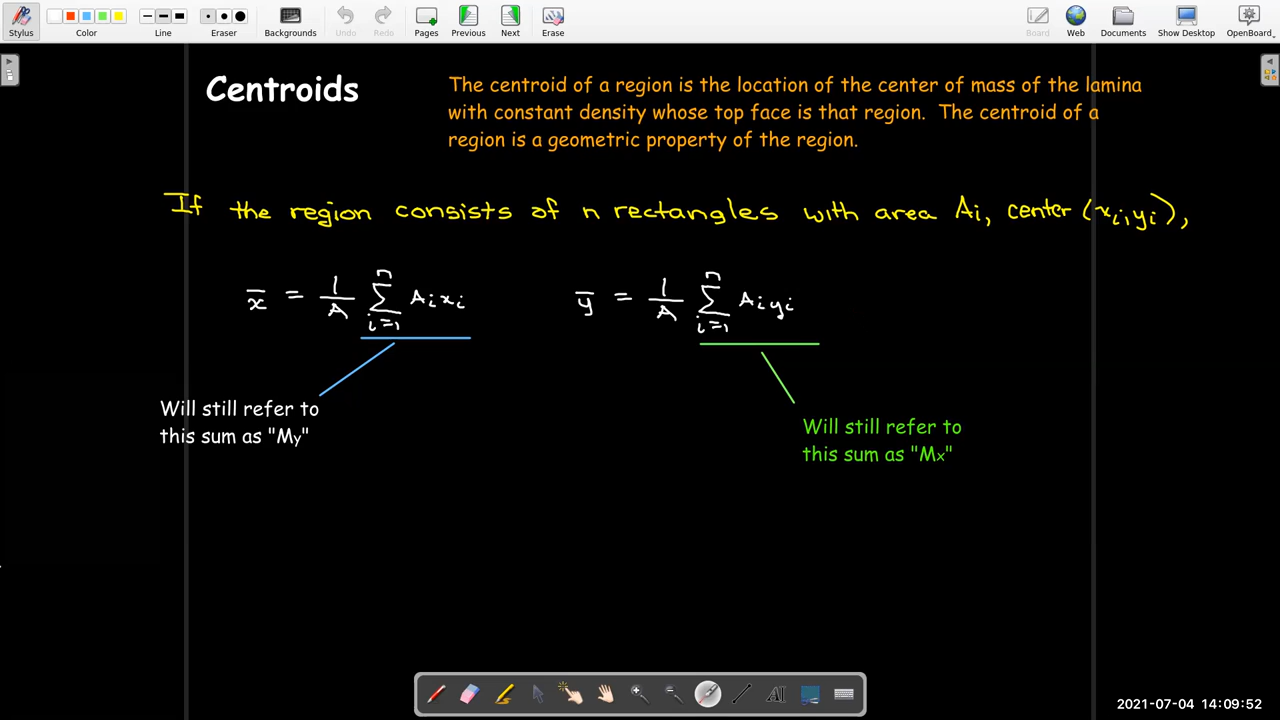 Stylus Color Line Eraser Backgrounds Undo Redo Pages Previous Next Erase Board Web Documents Show Desktop OpenBoard
Centroids
The centroid of a region is the location of the center of mass of the lamina
with constant density whose top face is that region. The centroid of a
region is a geometric property of the region.
If the region consists of n rectangles with area Aᵢ, center (xᵢ, yᵢ),
x̄ = 1/A ∑ᵢ₌₁ⁿ Aᵢxᵢ
ȳ = 1/A ∑ᵢ₌₁ⁿ Aᵢyᵢ
Will still refer to
this sum as "My"
Will still refer to
this sum as "Mx"
AI
2021-07-04 14:09:52